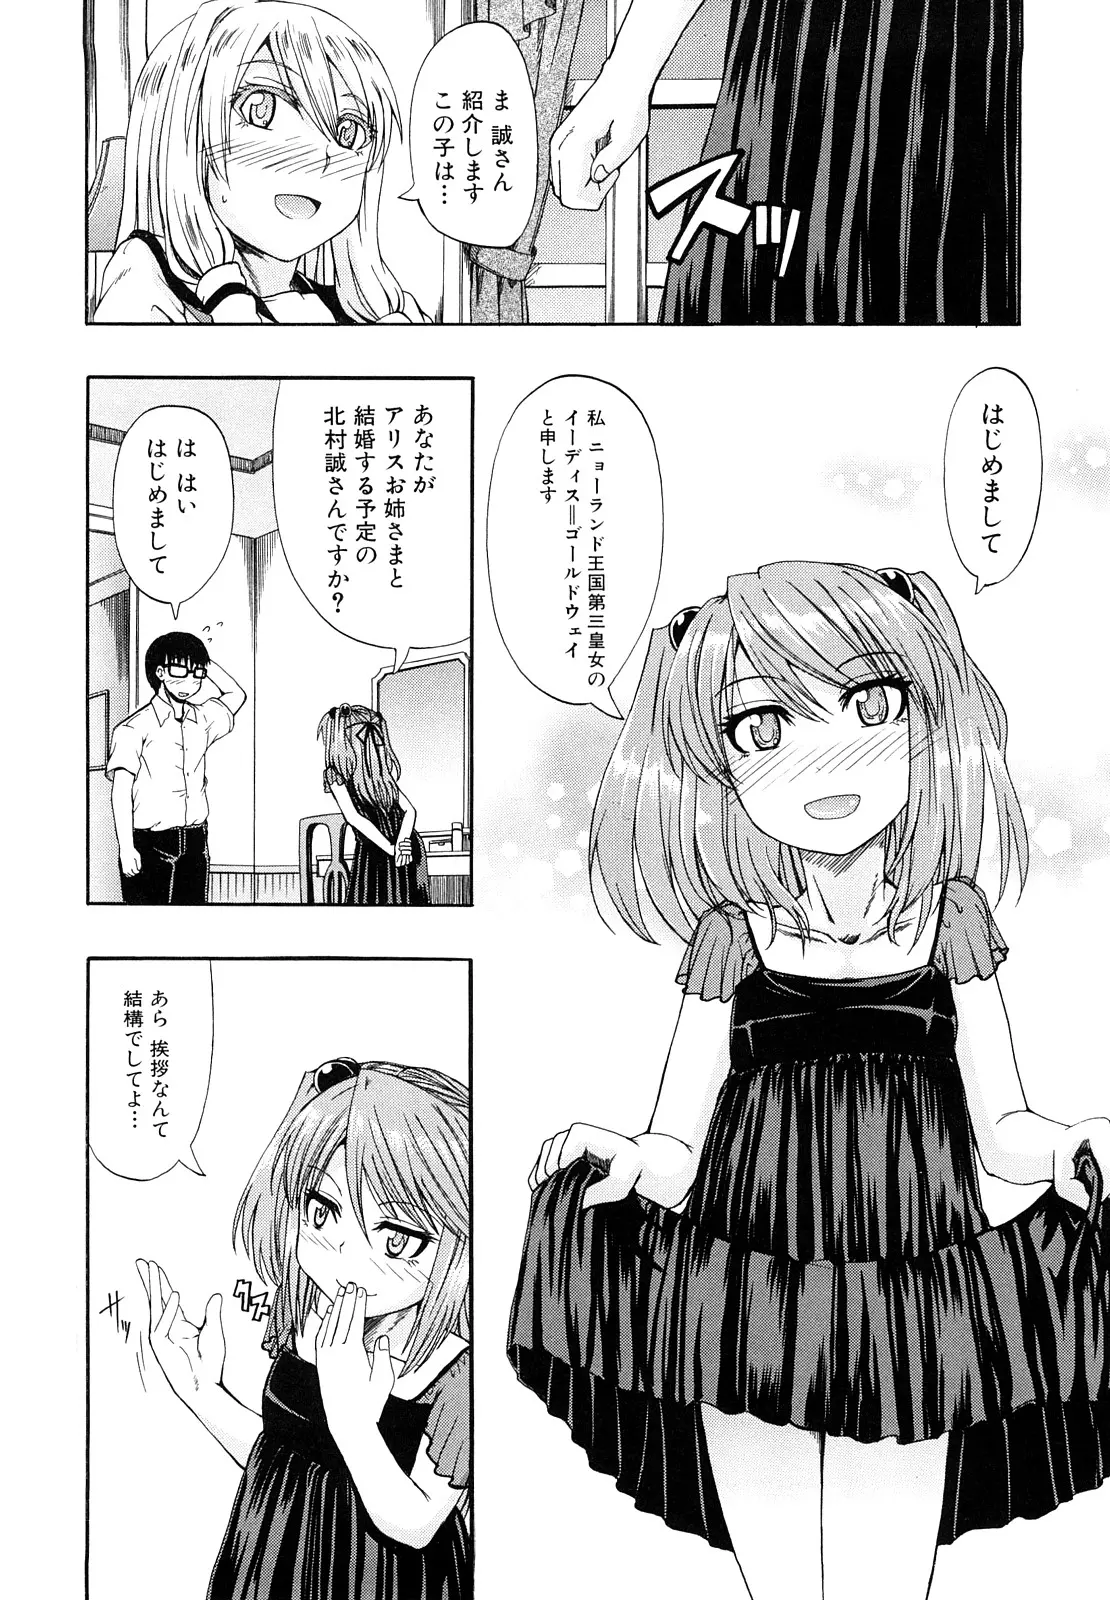 ま 誠さん
紹介します
この子は…
スッ
はじめまして
私 ニョーランド王国第三皇女の
イーディス＝ゴールドウェイ
と申します
あなたが
アリスお姉さまと
結婚する予定の
北村誠さんですか？
は はい
はじめまして
あら 挨拶なんて
結構でしてよ…
クス